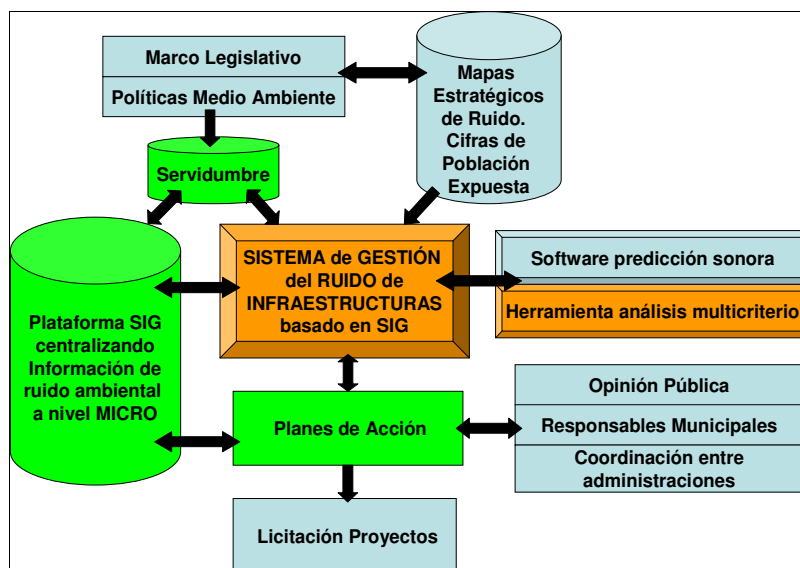 Marco Legislativo
Políticas Medio Ambiente
Mapas
Estratégicos
de Ruido.
Cifras de
Población
Expuesta
Servidumbre
SISTEMA de GESTIÓN
del RUIDO de
INFRAESTRUCTURAS
basado en SIG
Software predicción sonora
Herramienta análisis multicriterio
Plataforma SIG
centralizando
Información de
ruido ambiental
a nivel MICRO
Planes de Acción
Opinión Pública
Responsables Municipales
Coordinación entre
administraciones
Licitación Proyectos